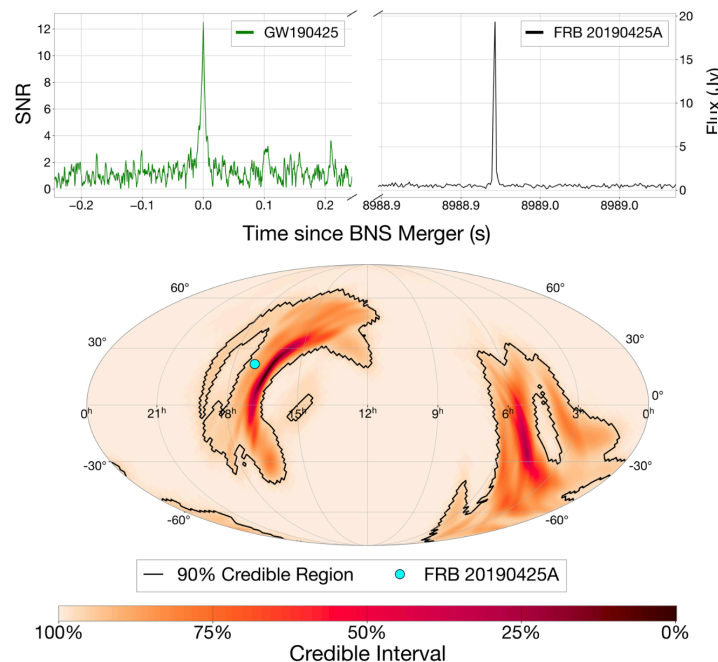 GW190425
FRB 20190425A
SNR
12
10
8
6
4
2
0
20
15
10
5
0
Flux (Jy)
−0.2 −0.1 0.0 0.1 0.2
8988.9 8988.9 8989.0 8989.0
Time since BNS Merger (s)
60° 60°
30° 30°
0°
0ʰ 21ʰ 18ʰ 15ʰ 12ʰ 9ʰ 6ʰ 3ʰ 0ʰ
-30° -30°
-60° -60°
90% Credible Region
FRB 20190425A
100% 75% 50% 25% 0%
Credible Interval